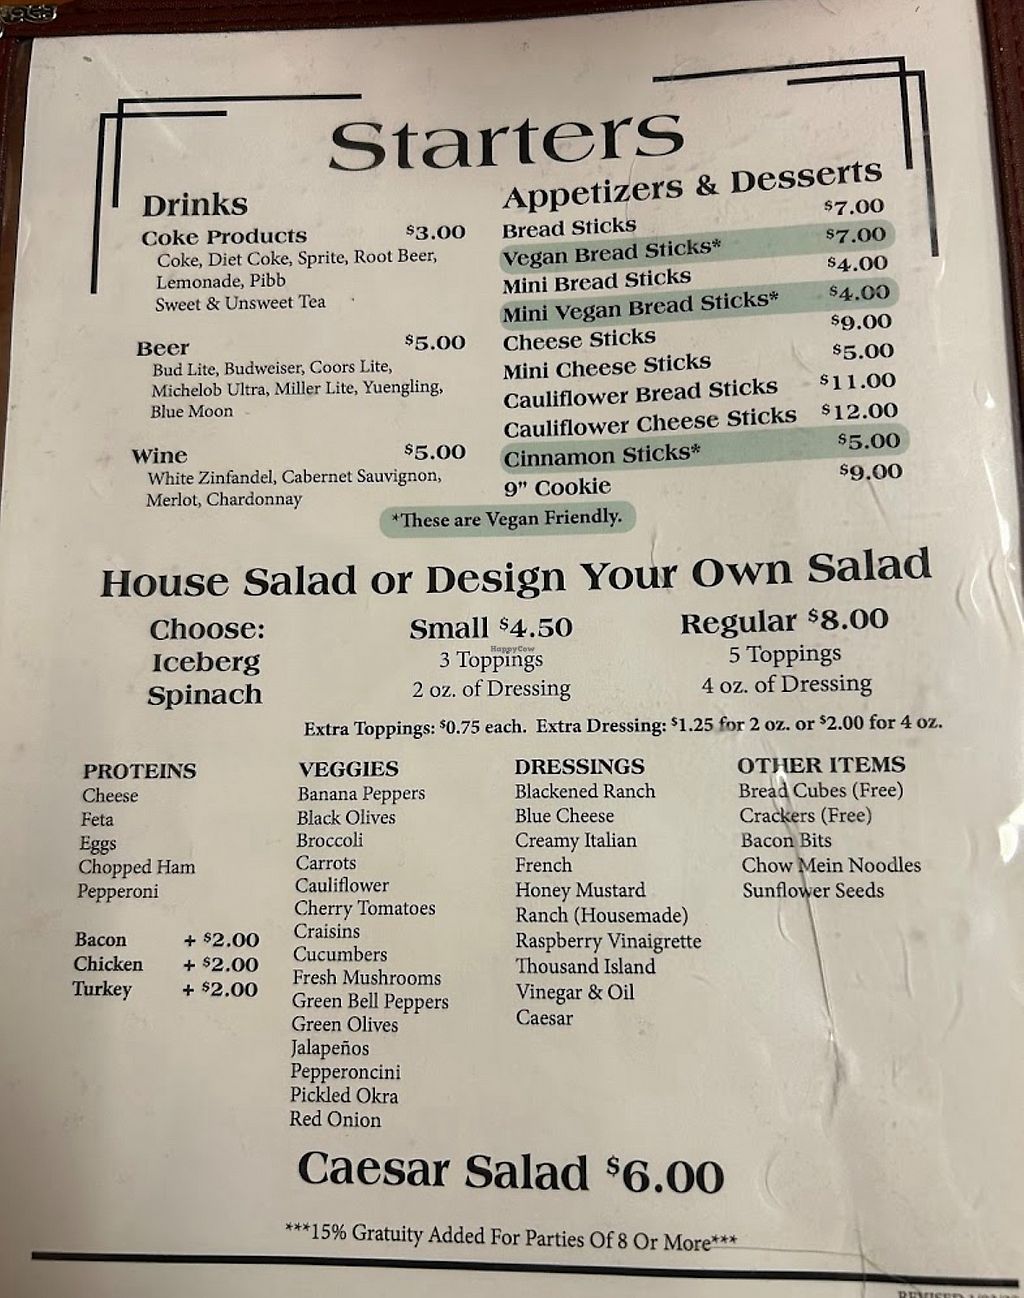 Starters
Drinks
Coke Products $3.00
Coke, Diet Coke, Sprite, Root Beer,
Lemonade, Pibb
Sweet & Unsweet Tea
Beer $5.00
Bud Lite, Budweiser, Coors Lite,
Michelob Ultra, Miller Lite, Yuengling,
Blue Moon
Wine $5.00
White Zinfandel, Cabernet Sauvignon,
Merlot, Chardonnay
Appetizers & Desserts
Bread Sticks $7.00
Vegan Bread Sticks* $7.00
Mini Bread Sticks $4.00
Mini Vegan Bread Sticks* $4.00
Cheese Sticks $9.00
Mini Cheese Sticks $5.00
Cauliflower Bread Sticks $11.00
Cauliflower Cheese Sticks $12.00
Cinnamon Sticks* $5.00
9" Cookie $9.00
*These are Vegan Friendly.
House Salad or Design Your Own Salad
Choose:
Iceberg
Spinach
Small $4.50
3 Toppings
2 oz. of Dressing
Regular $8.00
5 Toppings
4 oz. of Dressing
HappyCow
Extra Toppings: $0.75 each. Extra Dressing: $1.25 for 2 oz. or $2.00 for 4 oz.
PROTEINS
Cheese
Feta
Eggs
Chopped Ham
Pepperoni
Bacon + $2.00
Chicken + $2.00
Turkey + $2.00
VEGGIES
Banana Peppers
Black Olives
Broccoli
Carrots
Cauliflower
Cherry Tomatoes
Craisins
Cucumbers
Fresh Mushrooms
Green Bell Peppers
Green Olives
Jalapeños
Pepperoncini
Pickled Okra
Red Onion
DRESSINGS
Blackened Ranch
Blue Cheese
Creamy Italian
French
Honey Mustard
Ranch (Housemade)
Raspberry Vinaigrette
Thousand Island
Vinegar & Oil
Caesar
OTHER ITEMS
Bread Cubes (Free)
Crackers (Free)
Bacon Bits
Chow Mein Noodles
Sunflower Seeds
Caesar Salad $6.00
***15% Gratuity Added For Parties Of 8 Or More***
REVISED